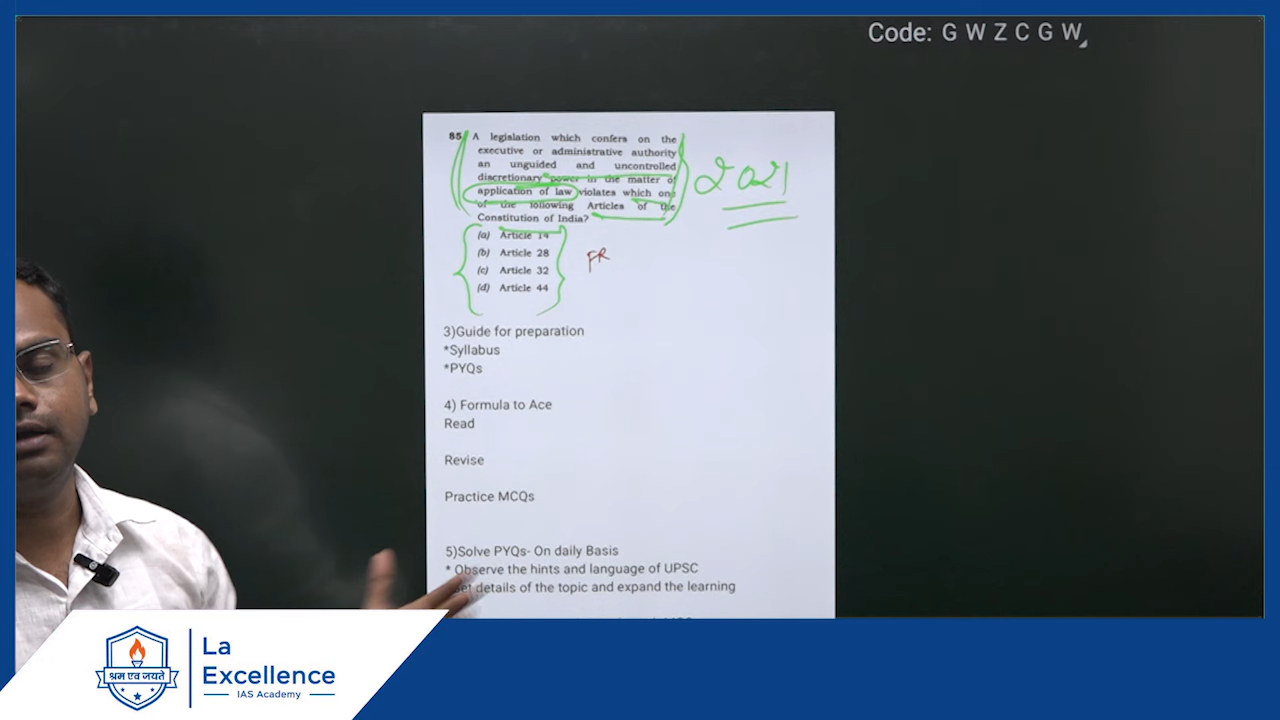 Code: G W Z C G W
85. A legislation which confers on the
executive or administrative authority
an unguided and uncontrolled
discretionary power in the matter of
application of law violates which one
of the following Articles of the
Constitution of India?
(a) Article 14
(b) Article 28
(c) Article 32
(d) Article 44
2021
FR
3)Guide for preparation
*Syllabus
*PYQs
4) Formula to Ace
Read
Revise
Practice MCQs
5)Solve PYQs- On daily Basis
* Observe the hints and language of UPSC
details of the topic and expand the learning
श्रम एव जयते
La
Excellence
IAS Academy